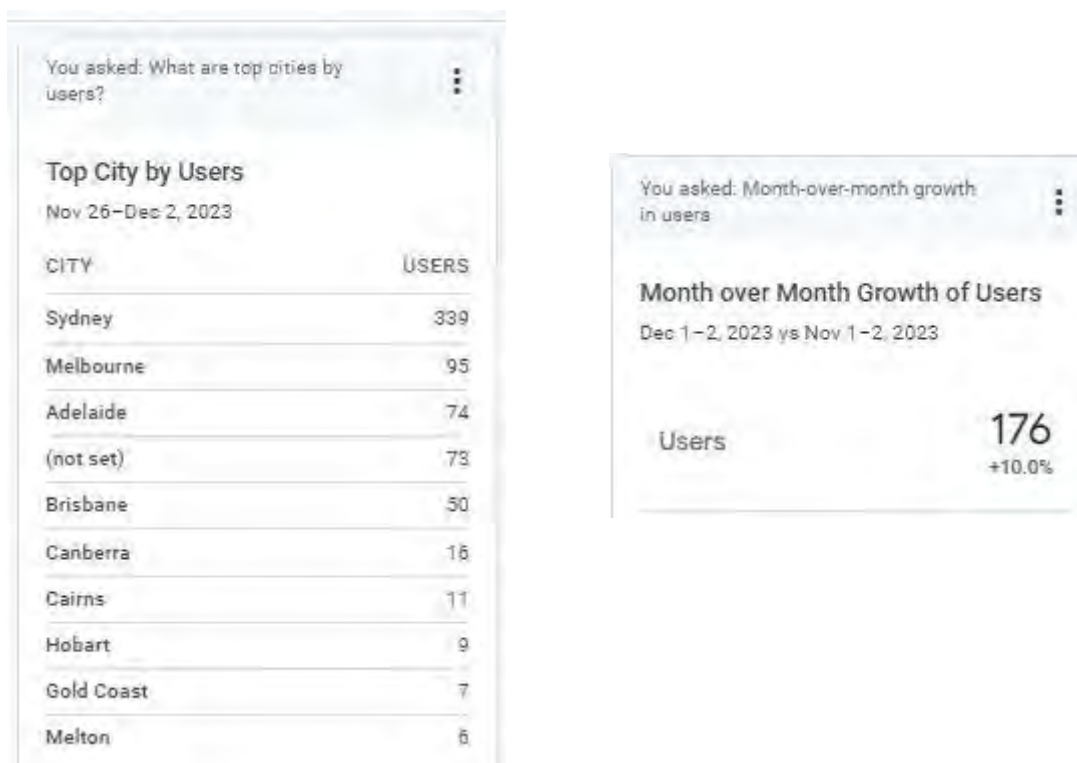 You asked: What are top cities by
users?
Top City by Users
Nov 26–Dec 2, 2023
CITY USERS
Sydney 339
Melbourne 95
Adelaide 74
(not set) 73
Brisbane 50
Canberra 16
Cairns 11
Hobart 9
Gold Coast 7
Melton 6
You asked: Month-over-month growth
in users
Month over Month Growth of Users
Dec 1–2, 2023 vs Nov 1–2, 2023
Users 176
+10.0%